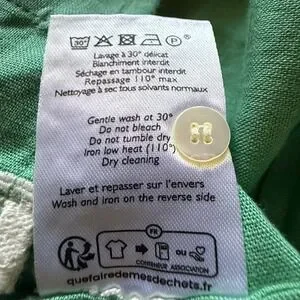 30°
P
Lavage à 30° délicat
Blanchiment interdit
Séchage en tambour interdit
Repassage 110° max
Nettoyage à sec tous solvants normaux
Gentle wash at 30°
Do not bleach
Do not tumble dry
Iron low heat (110°)
Dry cleaning
Laver et repasser sur l'envers
Wash and iron on the reverse side
FR
OU
CONTENEUR ASSOCIATION
quefairedemesdechets.fr